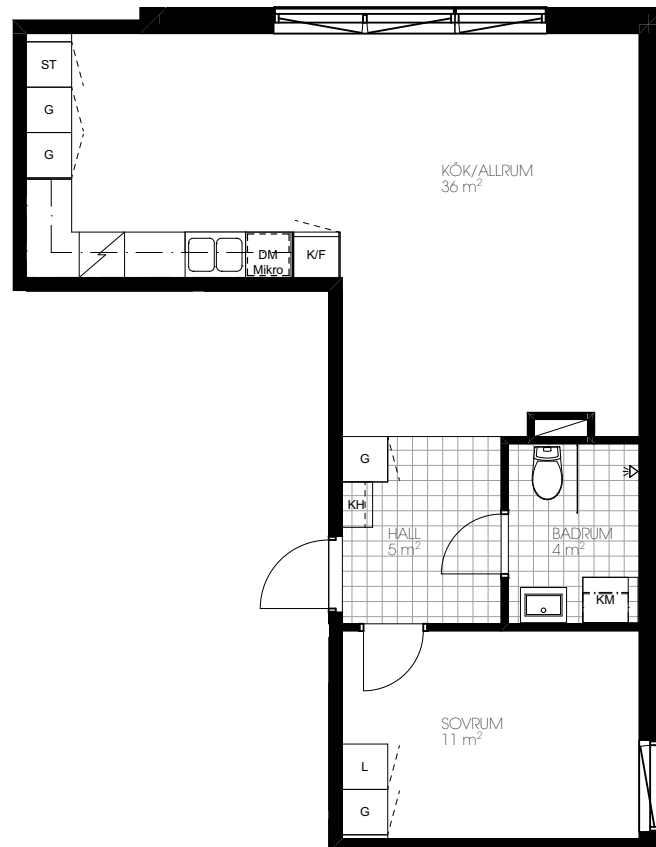 ST
G
G
KÖK/ALLRUM
36 m²
DM
Mikro
K/F
G
KH
HALL
5 m²
BADRUM
4 m²
KM
SOVRUM
11 m²
L
G